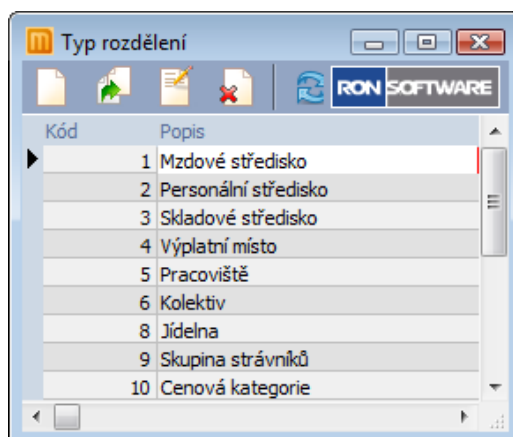 Typ rozdělení
RON SOFTWARE
Kód Popis
1 Mzdové středisko
2 Personální středisko
3 Skladové středisko
4 Výplatní místo
5 Pracoviště
6 Kolektiv
8 Jídelna
9 Skupina strávníků
10 Cenová kategorie